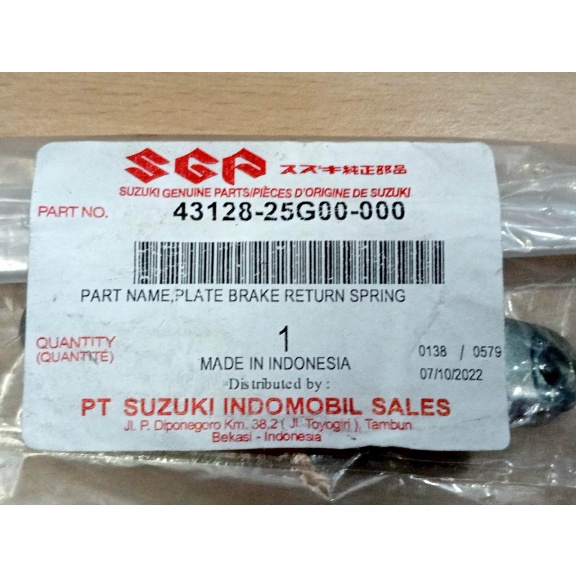 SGP スズキ純正部品
SUZUKI GENUINE PARTS/PIÈCES D'ORIGINE DE SUZUKI
PART NO. 43128-25G00-000
PART NAME,PLATE BRAKE RETURN SPRING
QUANTITY 1
(QUANTITÉ)
MADE IN INDONESIA
0138 / 0579
07/10/2022
Distributed by :
PT SUZUKI INDOMOBIL SALES
Jl. P. Diponegoro Km. 38,2 ( Jl. Toyogiri ), Tambun
Bekasi - Indonesia